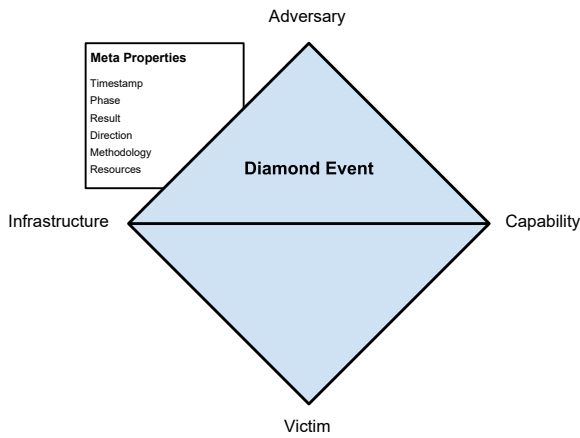 Adversary
Meta Properties
Timestamp
Phase
Result
Direction
Methodology
Resources
Diamond Event
Infrastructure
Capability
Victim